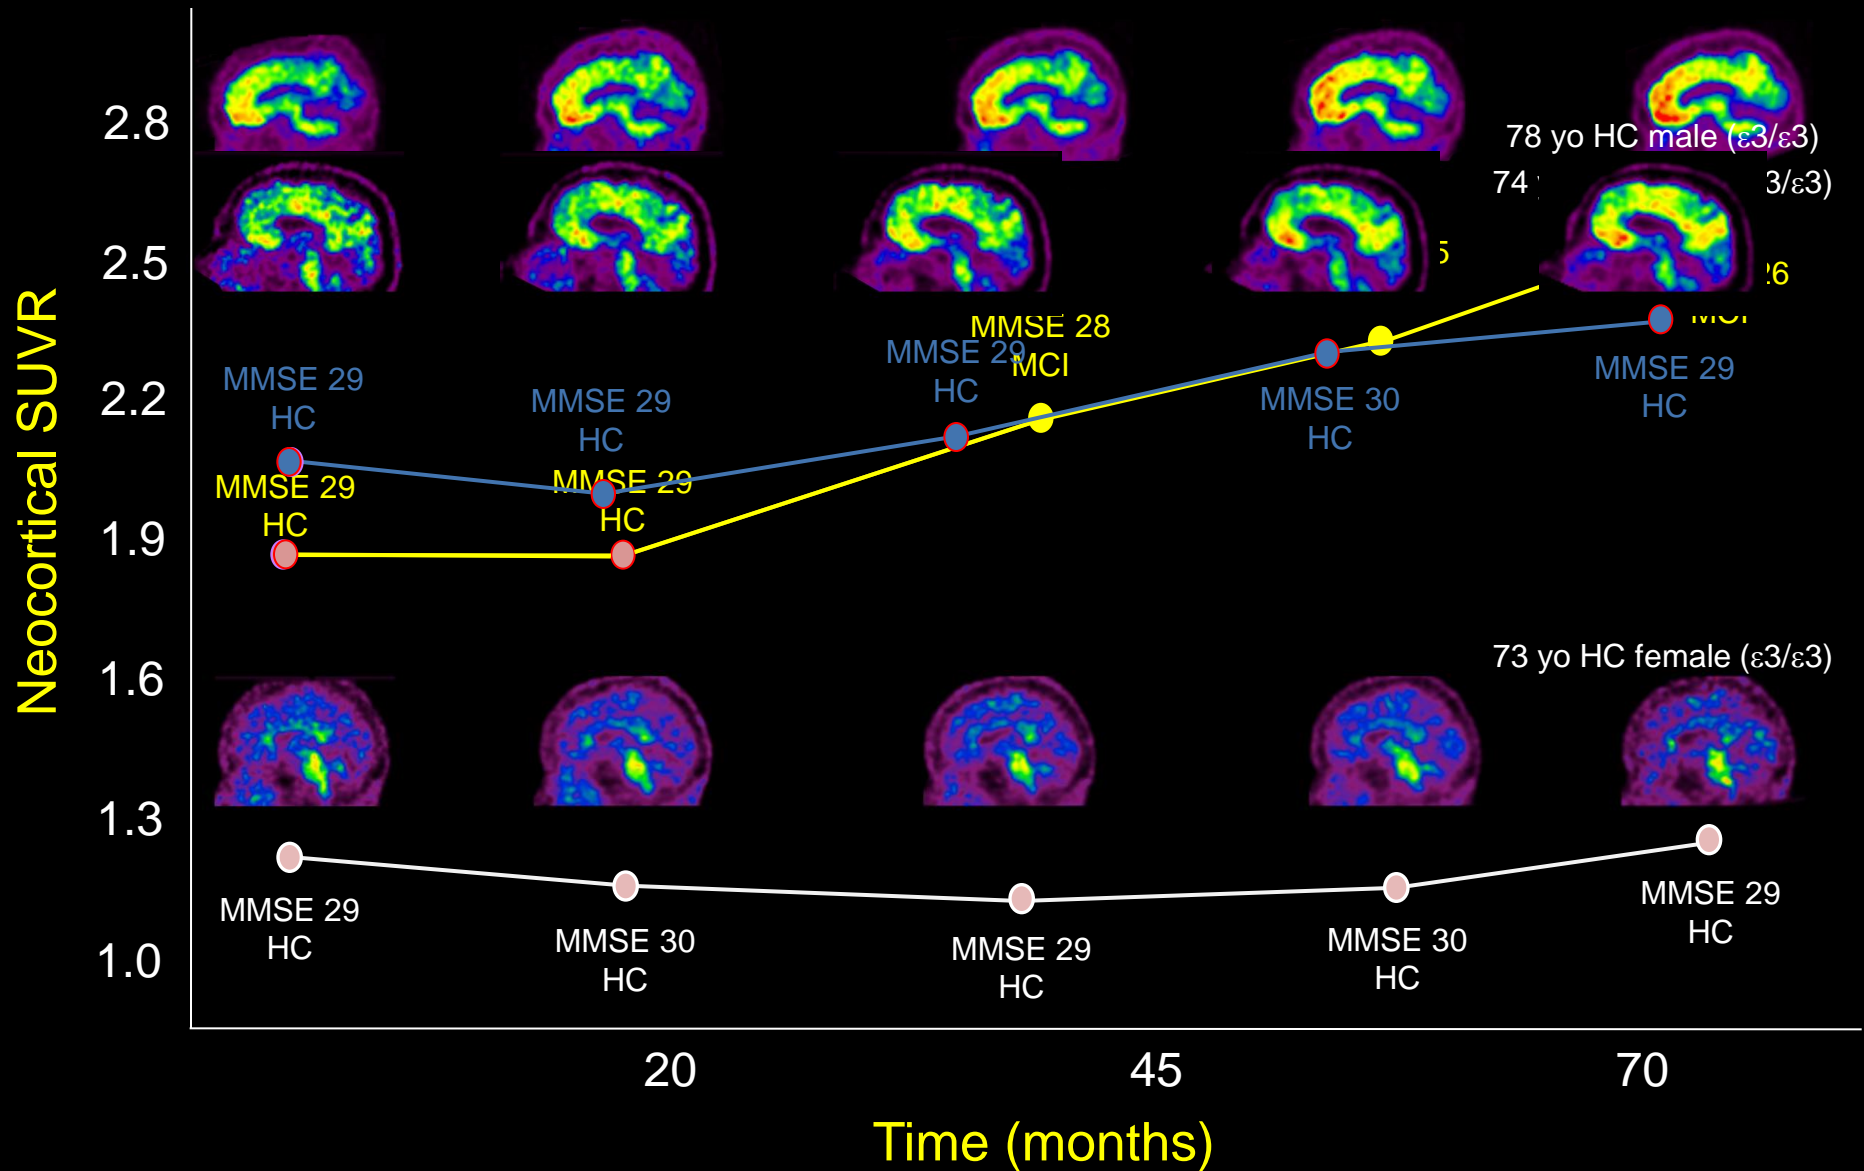 2.8
2.5
2.2
1.9
1.6
1.3
1.0
Neocortical SUVR
78 yo HC male (ε3/ε3)
74
3/ε3)
5
26
MCI
MMSE 28
MCI
MMSE 29
HC
MMSE 29
HC
MMSE 29
HC
MMSE 30
HC
MMSE 29
HC
MMSE 29
HC
MMSE 29
HC
73 yo HC female (ε3/ε3)
MMSE 29
HC
MMSE 30
HC
MMSE 29
HC
MMSE 30
HC
MMSE 29
HC
20
45
70
Time (months)